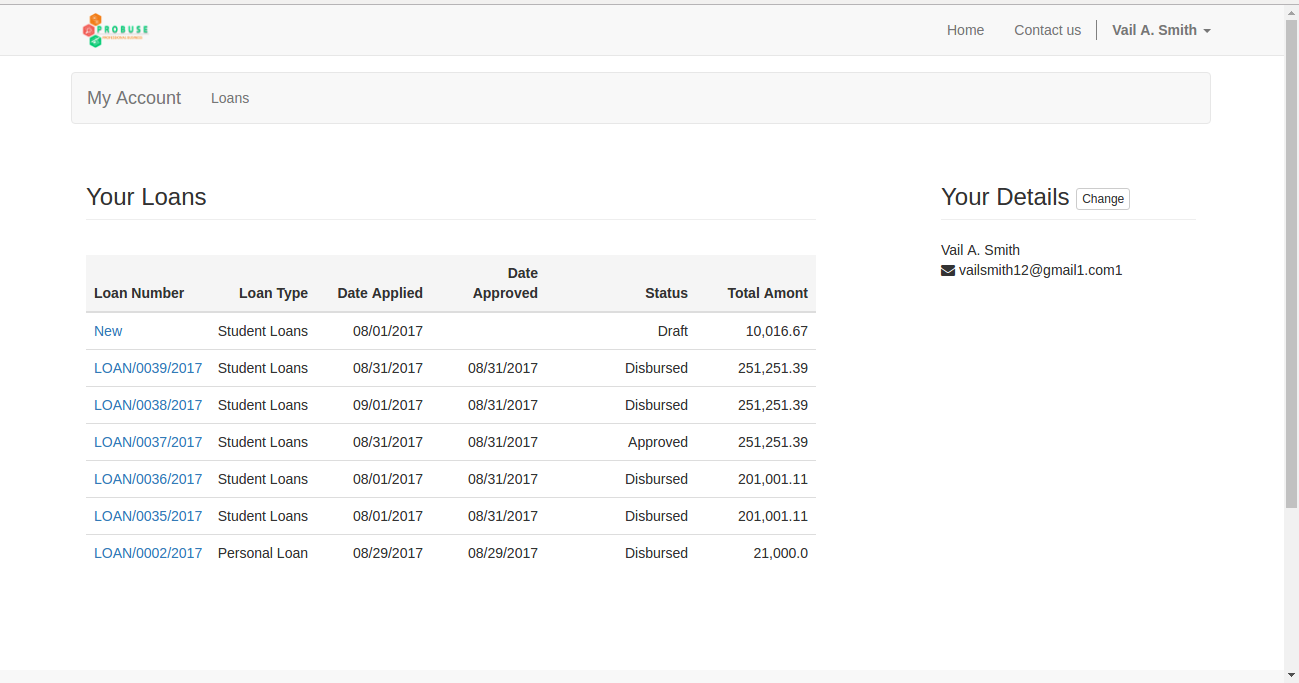 PROBUSE
Home Contact us Vail A. Smith
My Account Loans
Your Loans
Your Details Change
Vail A. Smith
vailsmith12@gmail1.com1
Loan Number Loan Type Date Applied Date Approved Status Total Amont
New Student Loans 08/01/2017 Draft 10,016.67
LOAN/0039/2017 Student Loans 08/31/2017 08/31/2017 Disbursed 251,251.39
LOAN/0038/2017 Student Loans 09/01/2017 08/31/2017 Disbursed 251,251.39
LOAN/0037/2017 Student Loans 08/31/2017 08/31/2017 Approved 251,251.39
LOAN/0036/2017 Student Loans 08/01/2017 08/31/2017 Disbursed 201,001.11
LOAN/0035/2017 Student Loans 08/01/2017 08/31/2017 Disbursed 201,001.11
LOAN/0002/2017 Personal Loan 08/29/2017 08/29/2017 Disbursed 21,000.0